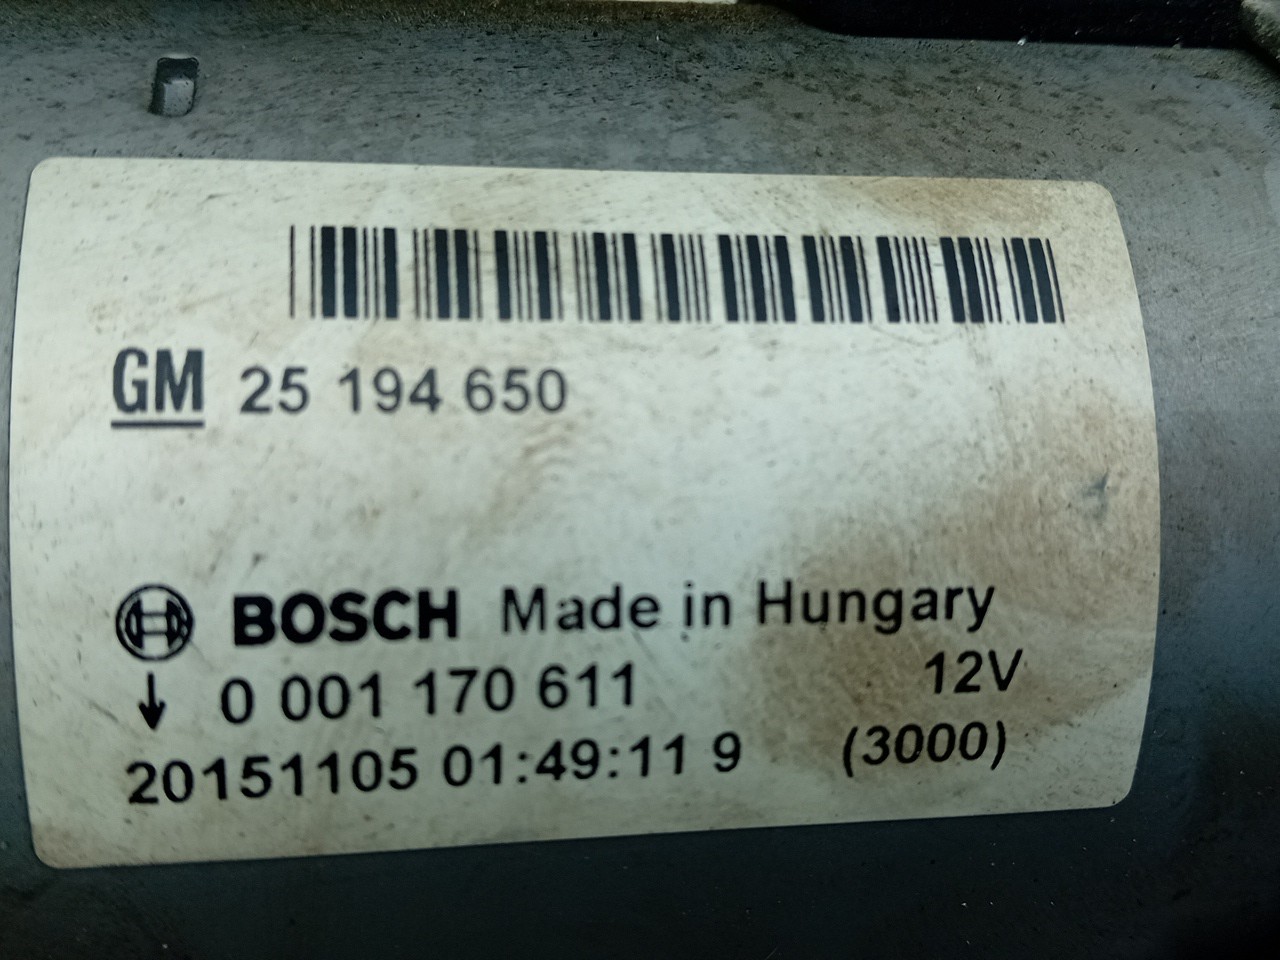 GM 25 194 650
BOSCH Made in Hungary
↓ 0 001 170 611 12V
20151105 01:49:11 9 (3000)